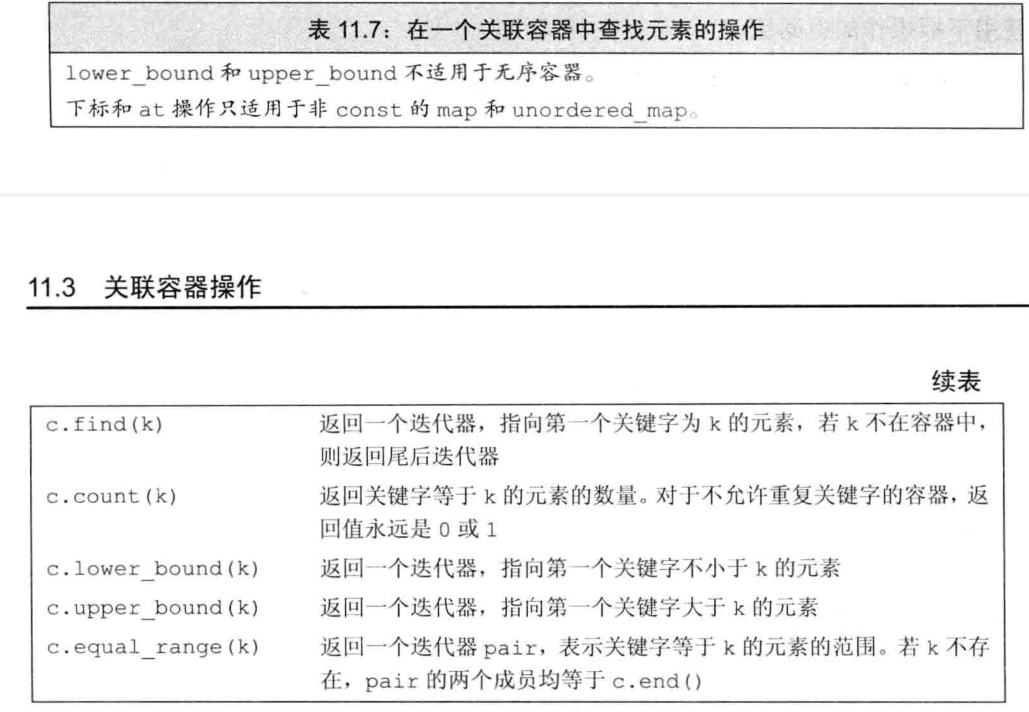 表 11.7：在一个关联容器中查找元素的操作
lower_bound 和 upper_bound 不适用于无序容器。
下标和 at 操作只适用于非 const 的 map 和 unordered_map。
11.3 关联容器操作
续表
c.find(k) 返回一个迭代器，指向第一个关键字为 k 的元素，若 k 不在容器中，
则返回尾后迭代器
c.count(k) 返回关键字等于 k 的元素的数量。对于不允许重复关键字的容器，返
回值永远是 0 或 1
c.lower_bound(k) 返回一个迭代器，指向第一个关键字不小于 k 的元素
c.upper_bound(k) 返回一个迭代器，指向第一个关键字大于 k 的元素
c.equal_range(k) 返回一个迭代器 pair，表示关键字等于 k 的元素的范围。若 k 不存
在，pair 的两个成员均等于 c.end()